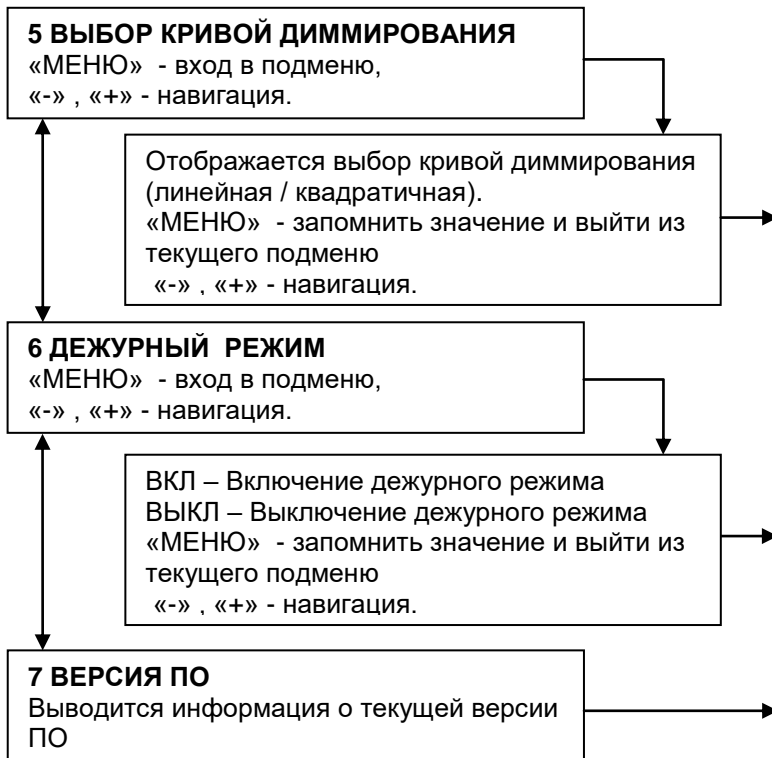 5 ВЫБОР КРИВОЙ ДИММИРОВАНИЯ
«МЕНЮ» - вход в подменю,
«-» , «+» - навигация.
Отображается выбор кривой диммирования
(линейная / квадратичная).
«МЕНЮ» - запомнить значение и выйти из
текущего подменю
«-» , «+» - навигация.
6 ДЕЖУРНЫЙ РЕЖИМ
«МЕНЮ» - вход в подменю,
«-» , «+» - навигация.
ВКЛ – Включение дежурного режима
ВЫКЛ – Выключение дежурного режима
«МЕНЮ» - запомнить значение и выйти из
текущего подменю
«-» , «+» - навигация.
7 ВЕРСИЯ ПО
Выводится информация о текущей версии
ПО